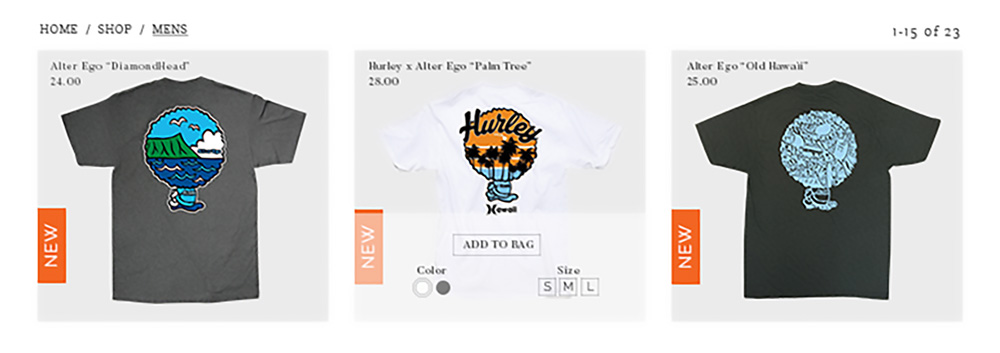 HOME / SHOP / MENS
1-15 of 23
Alter Ego "DiamondHead"
24.00
NEW
Hurley x Alter Ego "Palm Tree"
28.00
Hurley
Hawaii
NEW
ADD TO BAG
Color
Size
S M L
Alter Ego "Old Hawaii"
25.00
NEW